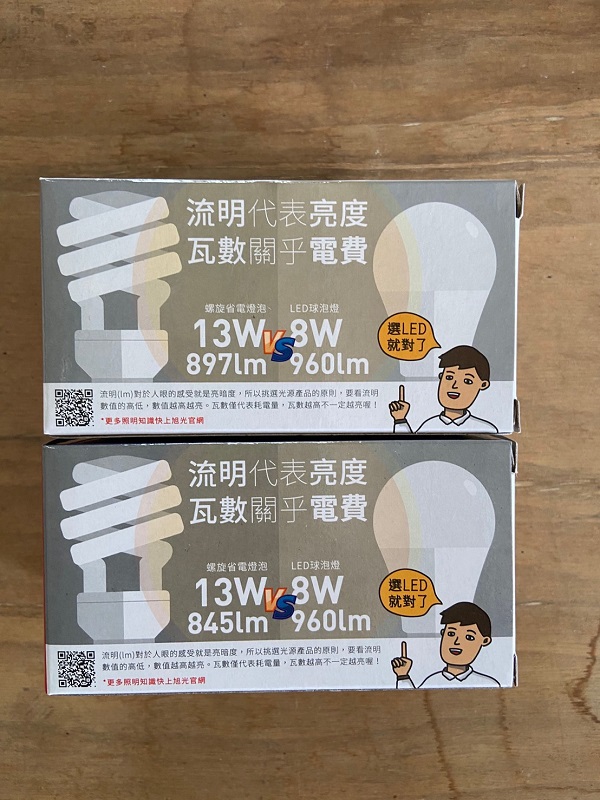 流明代表亮度
瓦數關乎電費
螺旋省電燈泡 LED球泡燈
13W VS 8W
897lm 960lm
選LED
就對了
流明(lm)對於人眼的感受就是亮暗度，所以挑選光源產品的原則，要看流明
數值的高低，數值越高越亮。瓦數僅代表耗電量，瓦數越高不一定越亮喔！
*更多照明知識快上旭光官網
流明代表亮度
瓦數關乎電費
螺旋省電燈泡 LED球泡燈
13W VS 8W
845lm 960lm
選LED
就對了
流明(lm)對於人眼的感受就是亮暗度，所以挑選光源產品的原則，要看流明
數值的高低，數值越高越亮。瓦數僅代表耗電量，瓦數越高不一定越亮喔！
*更多照明知識快上旭光官網